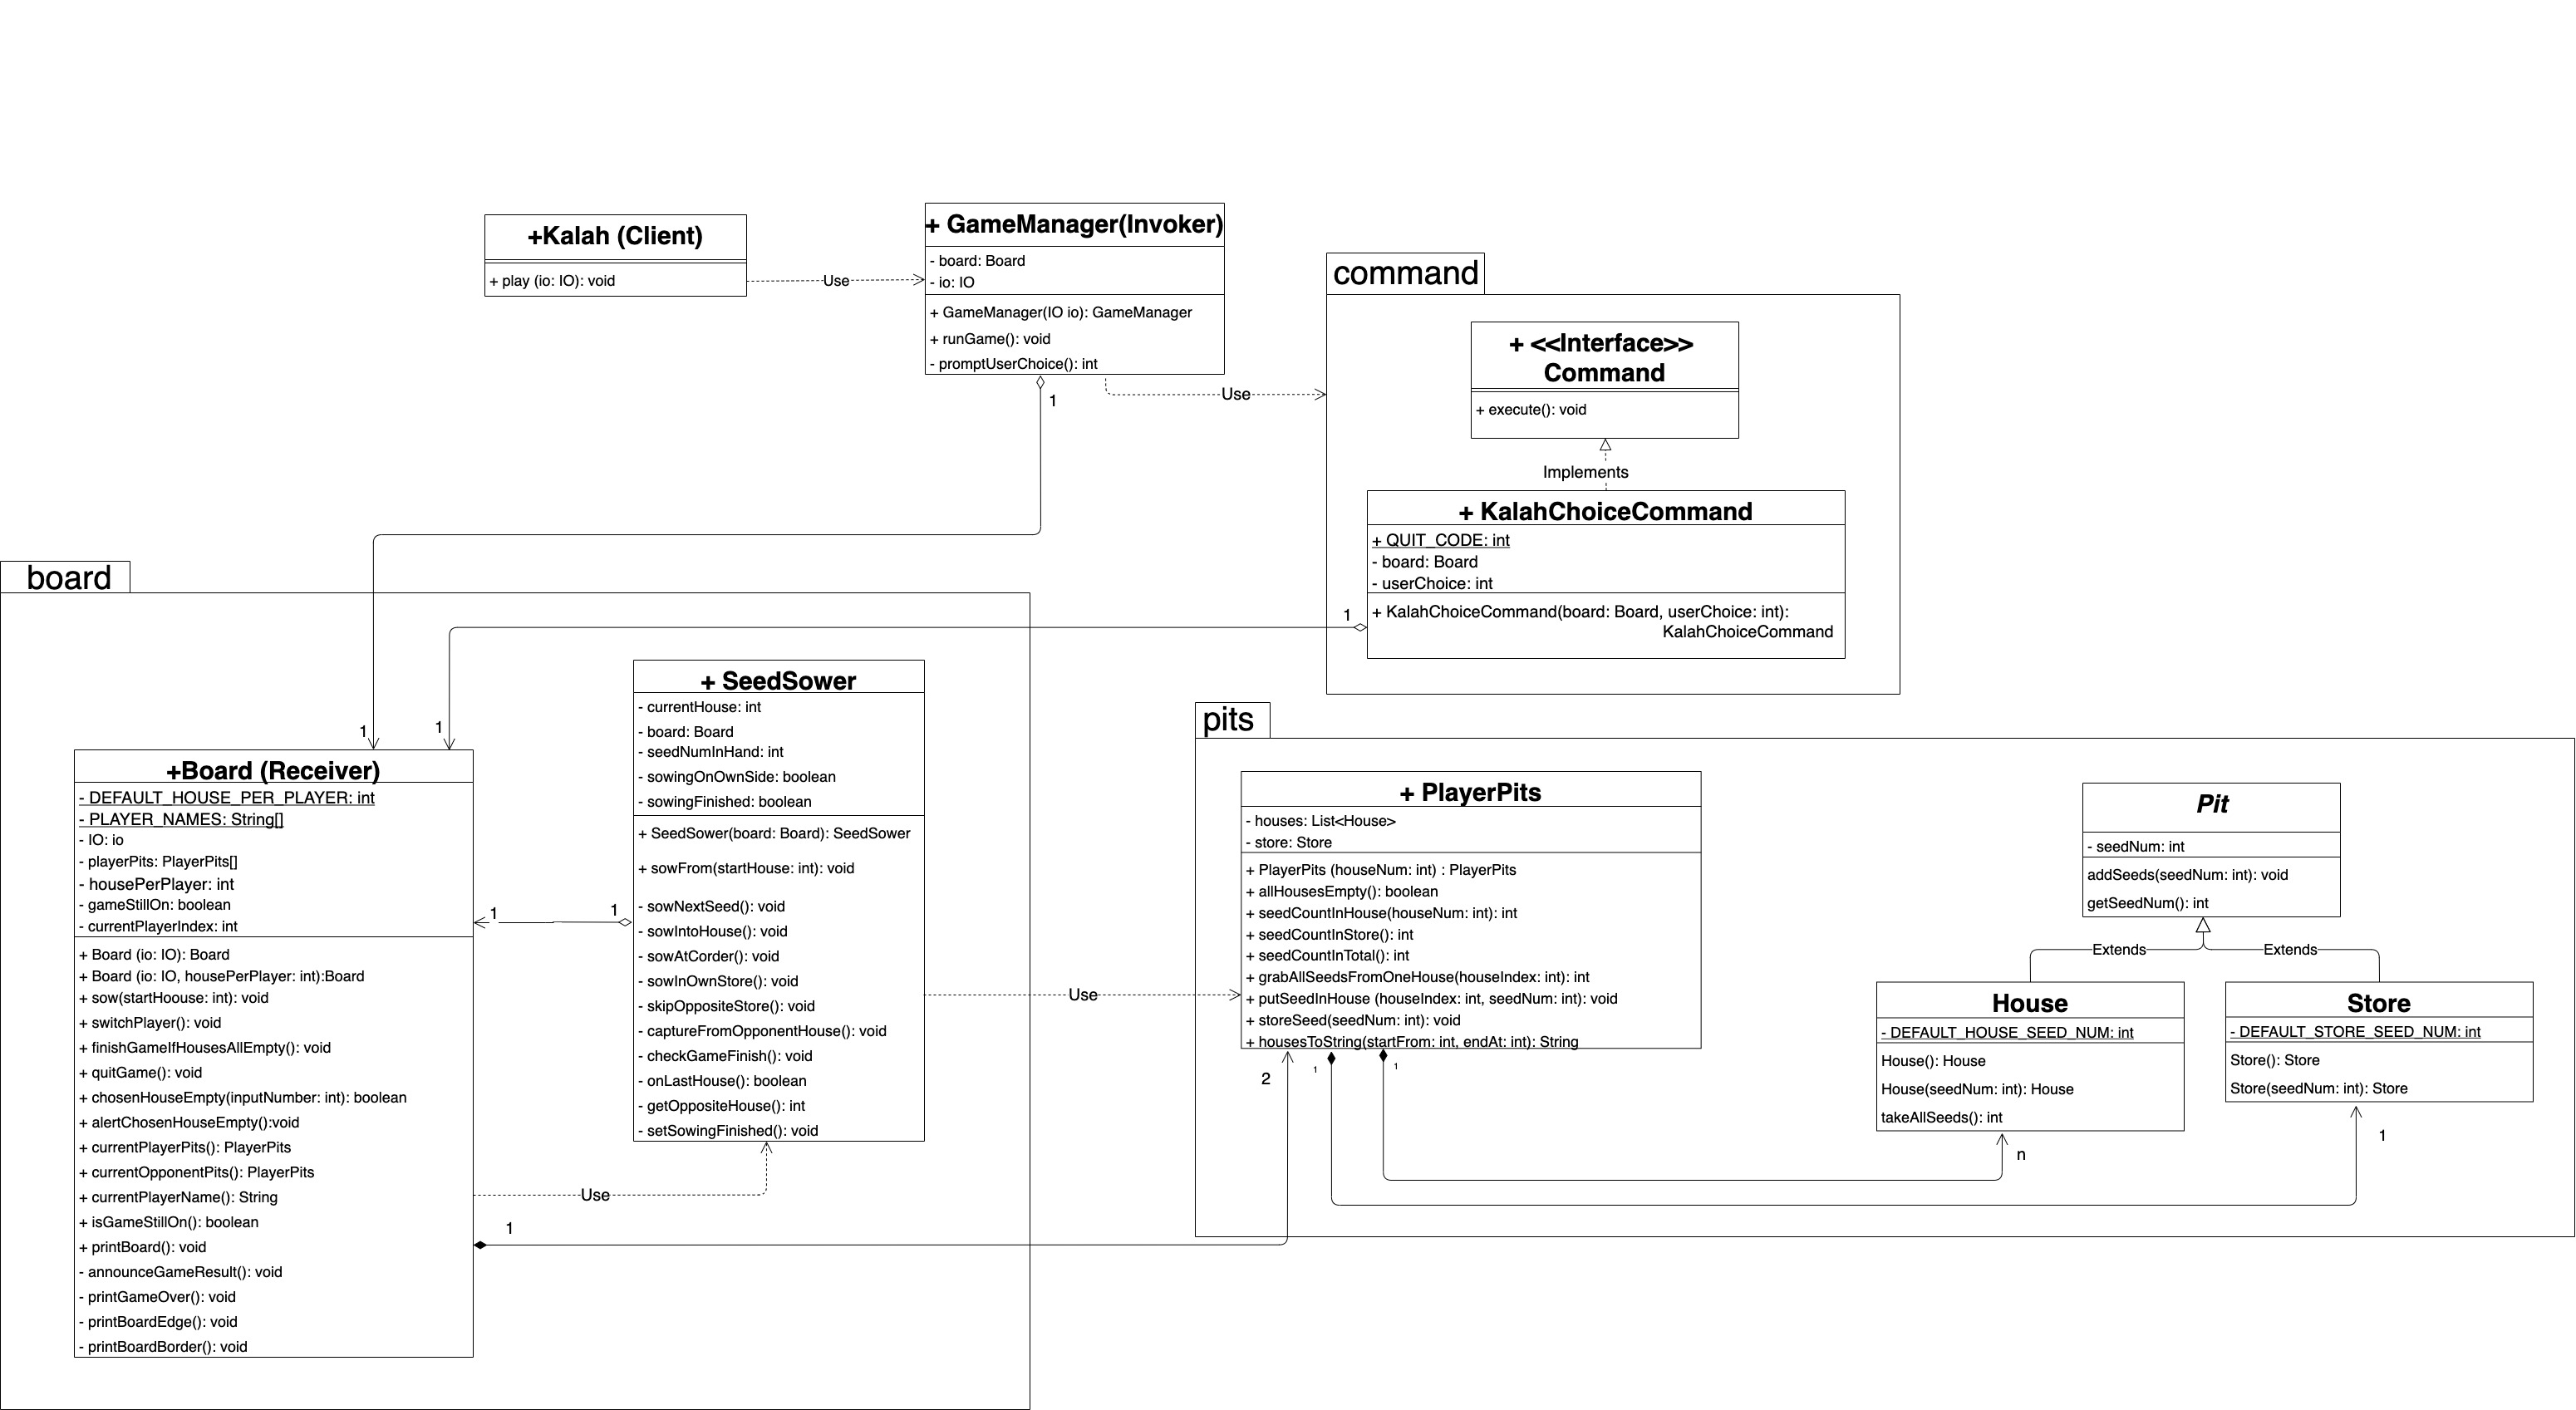 +Kalah (Client)
+ play (io: IO): void
Use
+ GameManager(Invoker)
- board: Board
- io: IO
+ GameManager(IO io): GameManager
+ runGame(): void
- promptUserChoice(): int
1
Use
command
+ <<Interface>>
Command
+ execute(): void
Implements
+ KalahChoiceCommand
+ QUIT_CODE: int
- board: Board
- userChoice: int
+ KalahChoiceCommand(board: Board, userChoice: int):
KalahChoiceCommand
1
board
1
1
+Board (Receiver)
- DEFAULT_HOUSE_PER_PLAYER: int
- PLAYER_NAMES: String[]
- IO: io
- playerPits: PlayerPits[]
- housePerPlayer: int
- gameStillOn: boolean
- currentPlayerIndex: int
+ Board (io: IO): Board
+ Board (io: IO, housePerPlayer: int):Board
+ sow(startHoouse: int): void
+ switchPlayer(): void
+ finishGameIfHousesAllEmpty(): void
+ quitGame(): void
+ chosenHouseEmpty(inputNumber: int): boolean
+ alertChosenHouseEmpty():void
+ currentPlayerPits(): PlayerPits
+ currentOpponentPits(): PlayerPits
+ currentPlayerName(): String
+ isGameStillOn(): boolean
+ printBoard(): void
- announceGameResult(): void
- printGameOver(): void
- printBoardEdge(): void
- printBoardBorder(): void
1
1
+ SeedSower
- currentHouse: int
- board: Board
- seedNumInHand: int
- sowingOnOwnSide: boolean
- sowingFinished: boolean
+ SeedSower(board: Board): SeedSower
+ sowFrom(startHouse: int): void
- sowNextSeed(): void
- sowIntoHouse(): void
- sowAtCorder(): void
- sowInOwnStore(): void
- skipOppositeStore(): void
- captureFromOpponentHouse(): void
- checkGameFinish(): void
- onLastHouse(): boolean
- getOppositeHouse(): int
- setSowingFinished(): void
Use
1
Use
pits
+ PlayerPits
- houses: List<House>
- store: Store
+ PlayerPits (houseNum: int) : PlayerPits
+ allHousesEmpty(): boolean
+ seedCountInHouse(houseNum: int): int
+ seedCountInStore(): int
+ seedCountInTotal(): int
+ grabAllSeedsFromOneHouse(houseIndex: int): int
+ putSeedInHouse (houseIndex: int, seedNum: int): void
+ storeSeed(seedNum: int): void
+ housesToString(startFrom: int, endAt: int): String
2
1
1
Pit
- seedNum: int
addSeeds(seedNum: int): void
getSeedNum(): int
Extends
Extends
House
- DEFAULT_HOUSE_SEED_NUM: int
House(): House
House(seedNum: int): House
takeAllSeeds(): int
n
Store
- DEFAULT_STORE_SEED_NUM: int
Store(): Store
Store(seedNum: int): Store
1